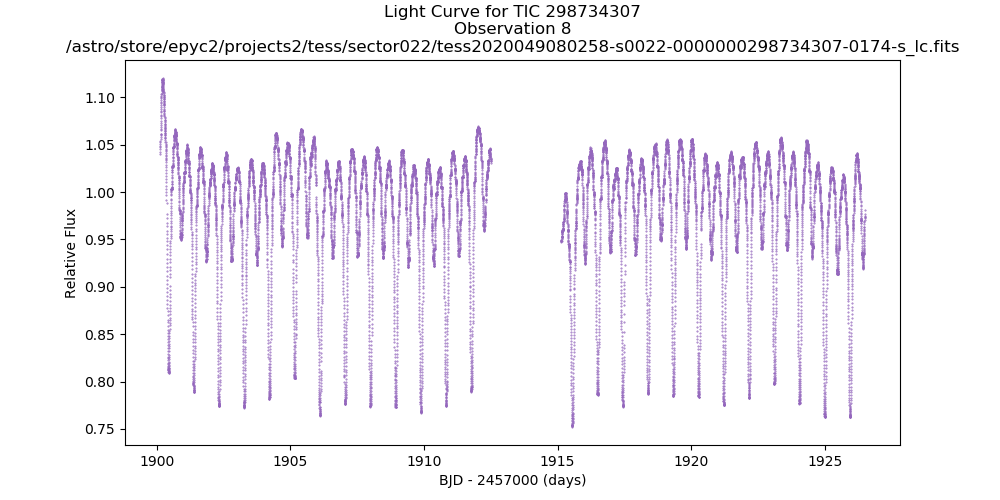 Light Curve for TIC 298734307
Observation 8
/astro/store/epyc2/projects2/tess/sector022/tess2020049080258-s0022-0000000298734307-0174-s_lc.fits
1.10
1.05
1.00
0.95
0.90
0.85
0.80
0.75
Relative Flux
1900
1905
1910
1915
1920
1925
BJD - 2457000 (days)